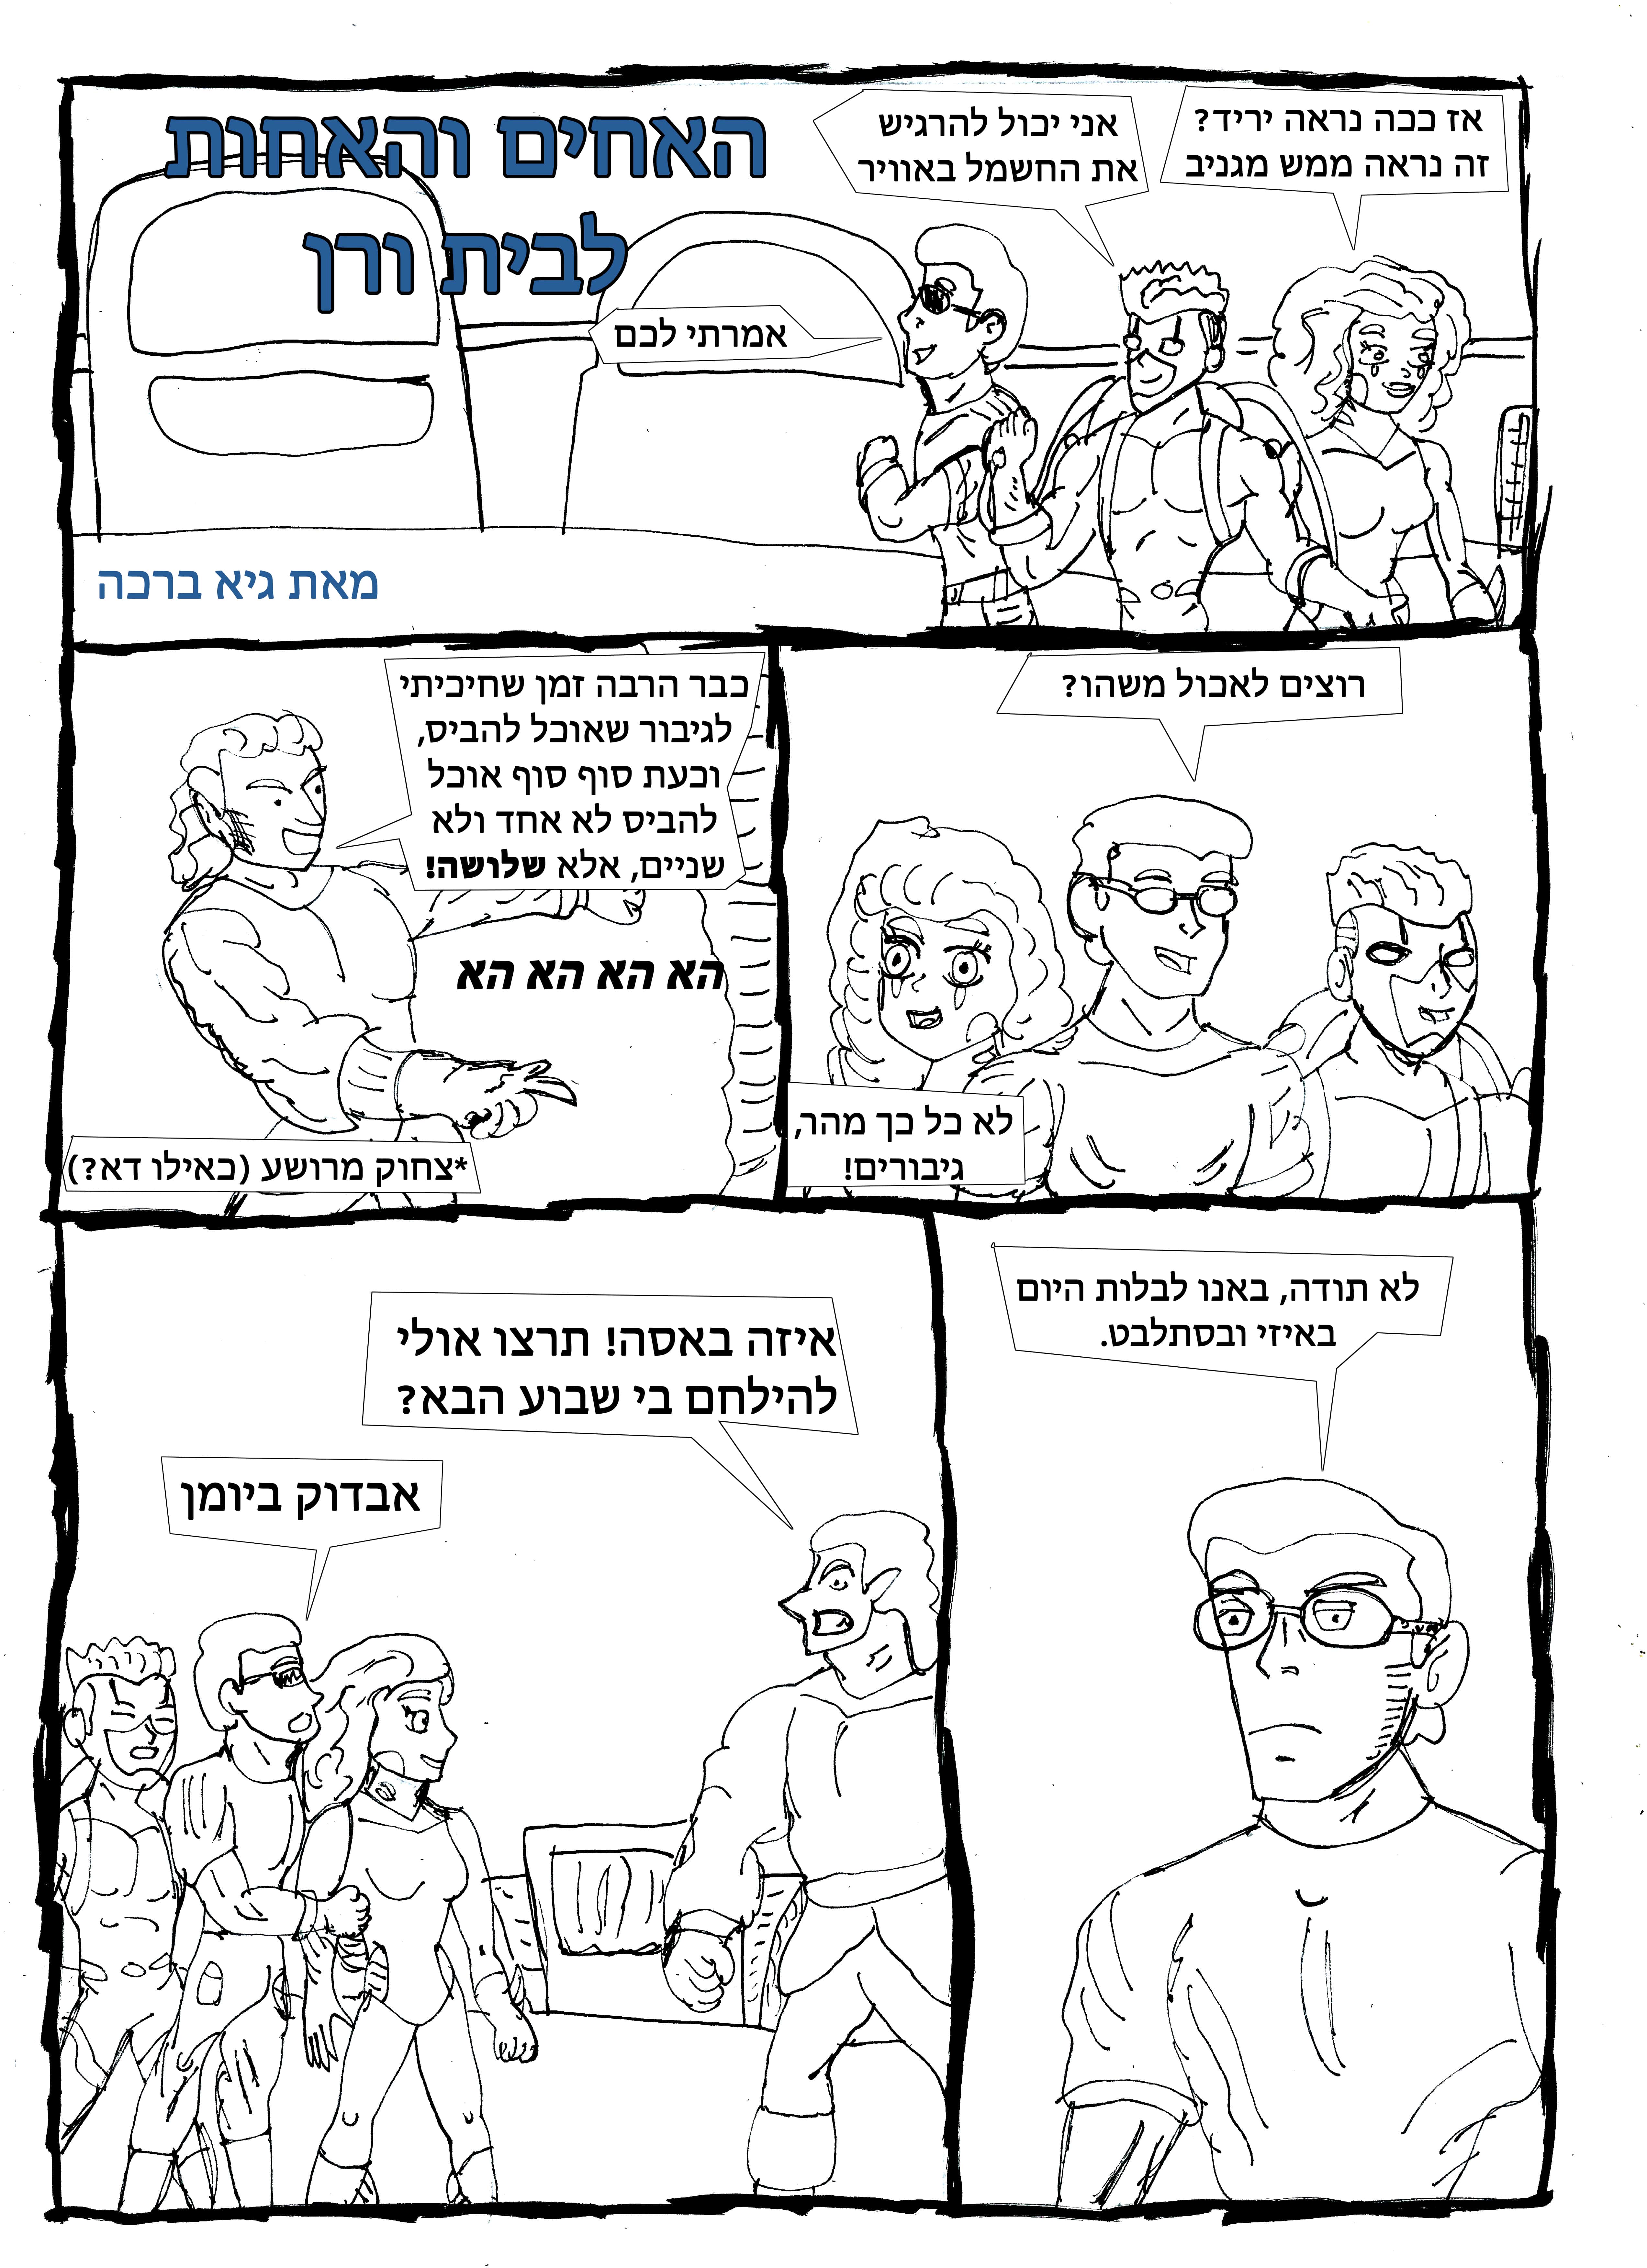 האחים והאחות
לבית ורן
אז ככה נראה יריד?
זה נראה ממש מגניב
אני יכול להרגיש
את החשמל באוויר
אמרתי לכם
מאת גיא ברכה
רוצים לאכול משהו?
לא כל כך מהר,
גיבורים!
כבר הרבה זמן שחיכיתי
לגיבור שאוכל להביס,
וכעת סוף סוף אוכל
להביס לא אחד ולא
שניים, אלא שלושה!
הא הא הא הא
*צחוק מרושע (כאילו דא?)
לא תודה, באנו לבלות היום
באיזי ובסתלבט.
איזה באסה! תרצו אולי
להילחם בי שבוע הבא?
אבדוק ביומן